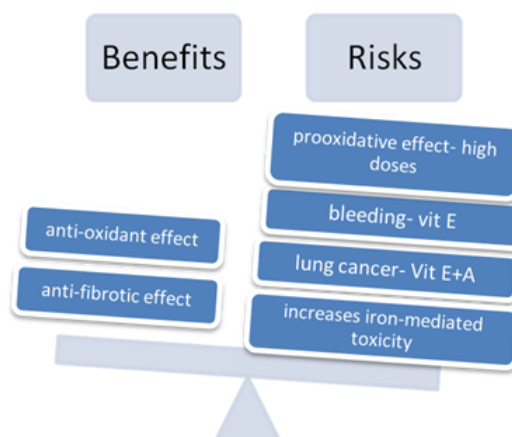 Benefits
Risks
prooxidative effect- high
doses
bleeding- vit E
lung cancer- Vit E+A
increases iron-mediated
toxicity
anti-oxidant effect
anti-fibrotic effect